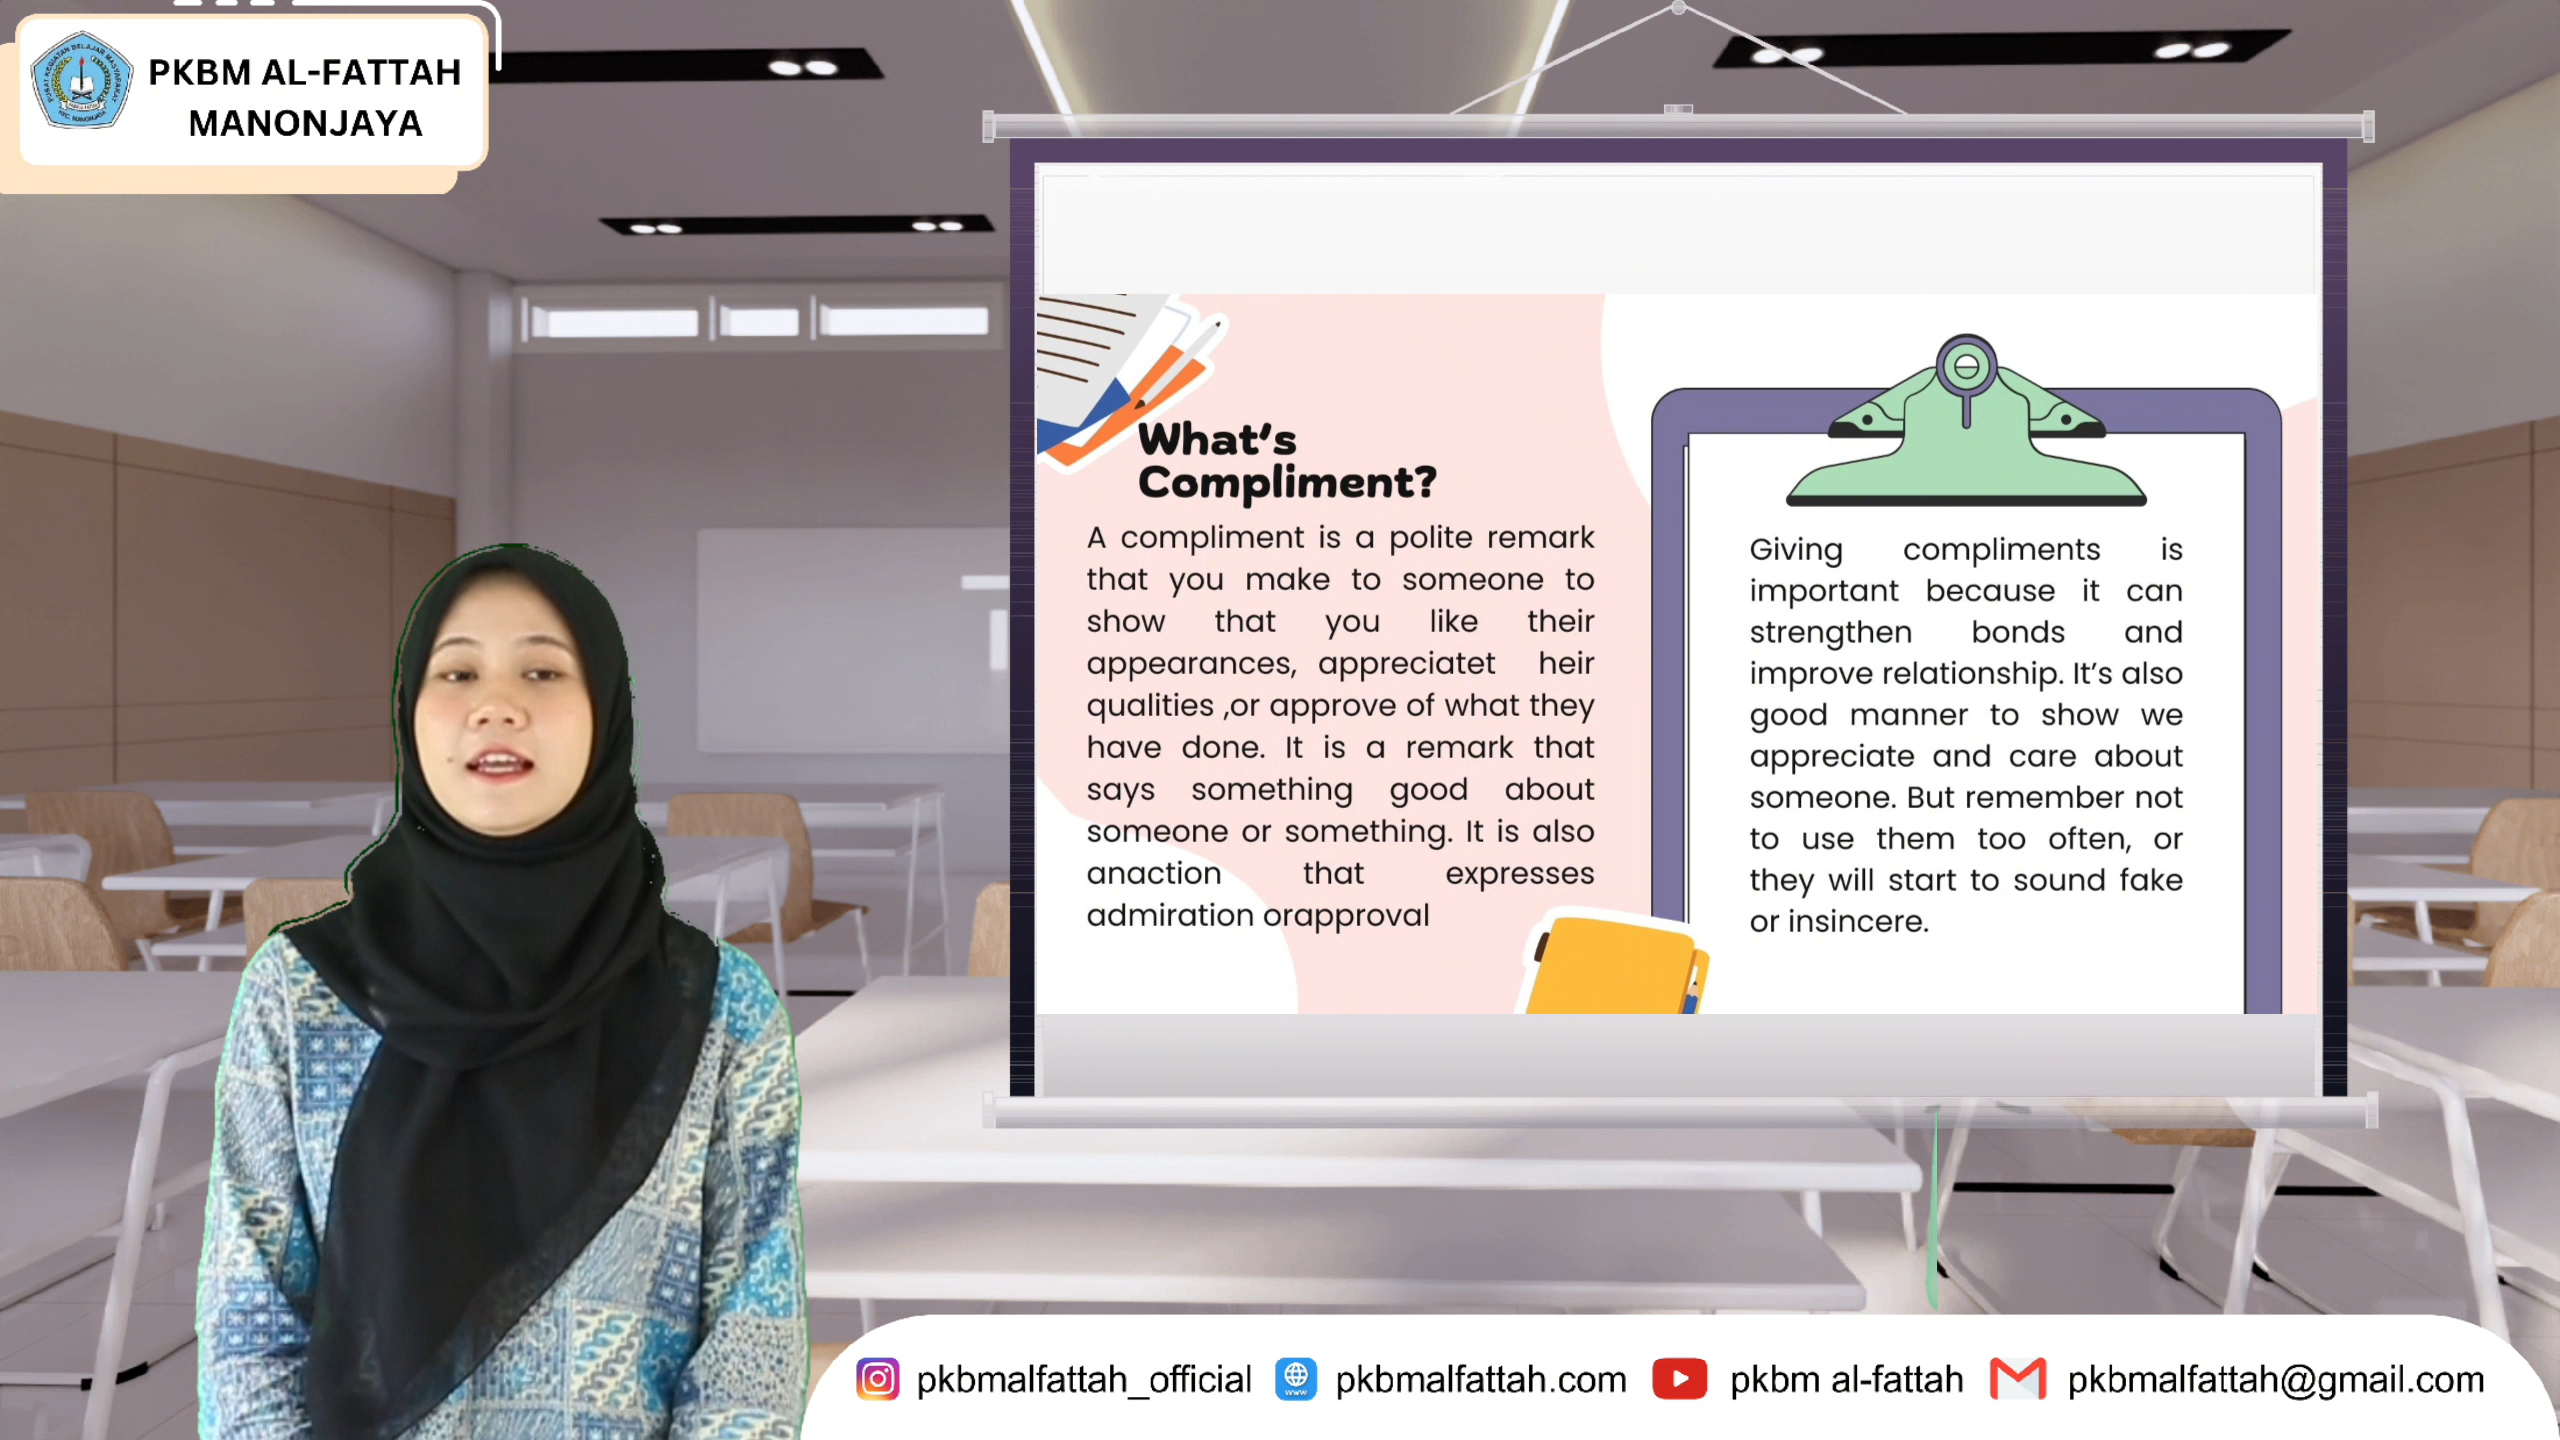 PKBM AL-FATTAH
MANONJAYA
What's
Compliment?
A compliment is a polite remark
that you make to someone to
show that you like their
appearances, appreciatet heir
qualities ,or approve of what they
have done. It is a remark that
says something good about
someone or something. It is also
anaction that expresses
admiration orapproval
Giving compliments is
important because it can
strengthen bonds and
improve relationship. It's also
good manner to show we
appreciate and care about
someone. But remember not
to use them too often, or
they will start to sound fake
or insincere.
pkbmalfattah_official
www
pkbmalfattah.com
pkbm al-fattah
pkbmalfattah@gmail.com